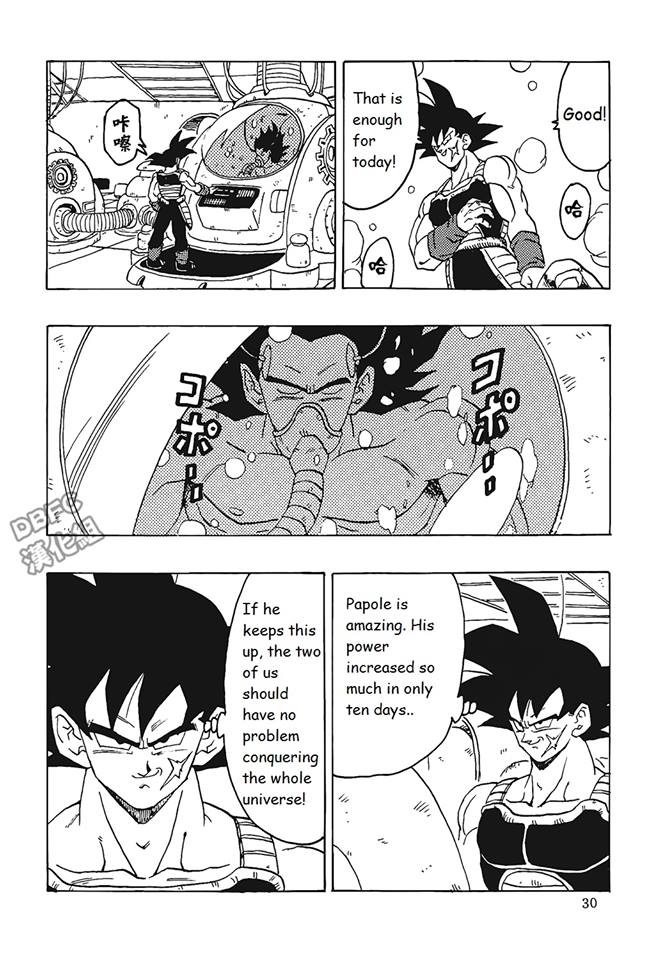 Good!
That is
enough
for
today!
哈
哈
咔嚓
コポ‥
コポ‥
DBFC
漢化組
Papole is
amazing. His
power
increased so
much in only
ten days..
If he
keeps this
up, the two
of us
should
have no
problem
conquering
the whole
universe!
30